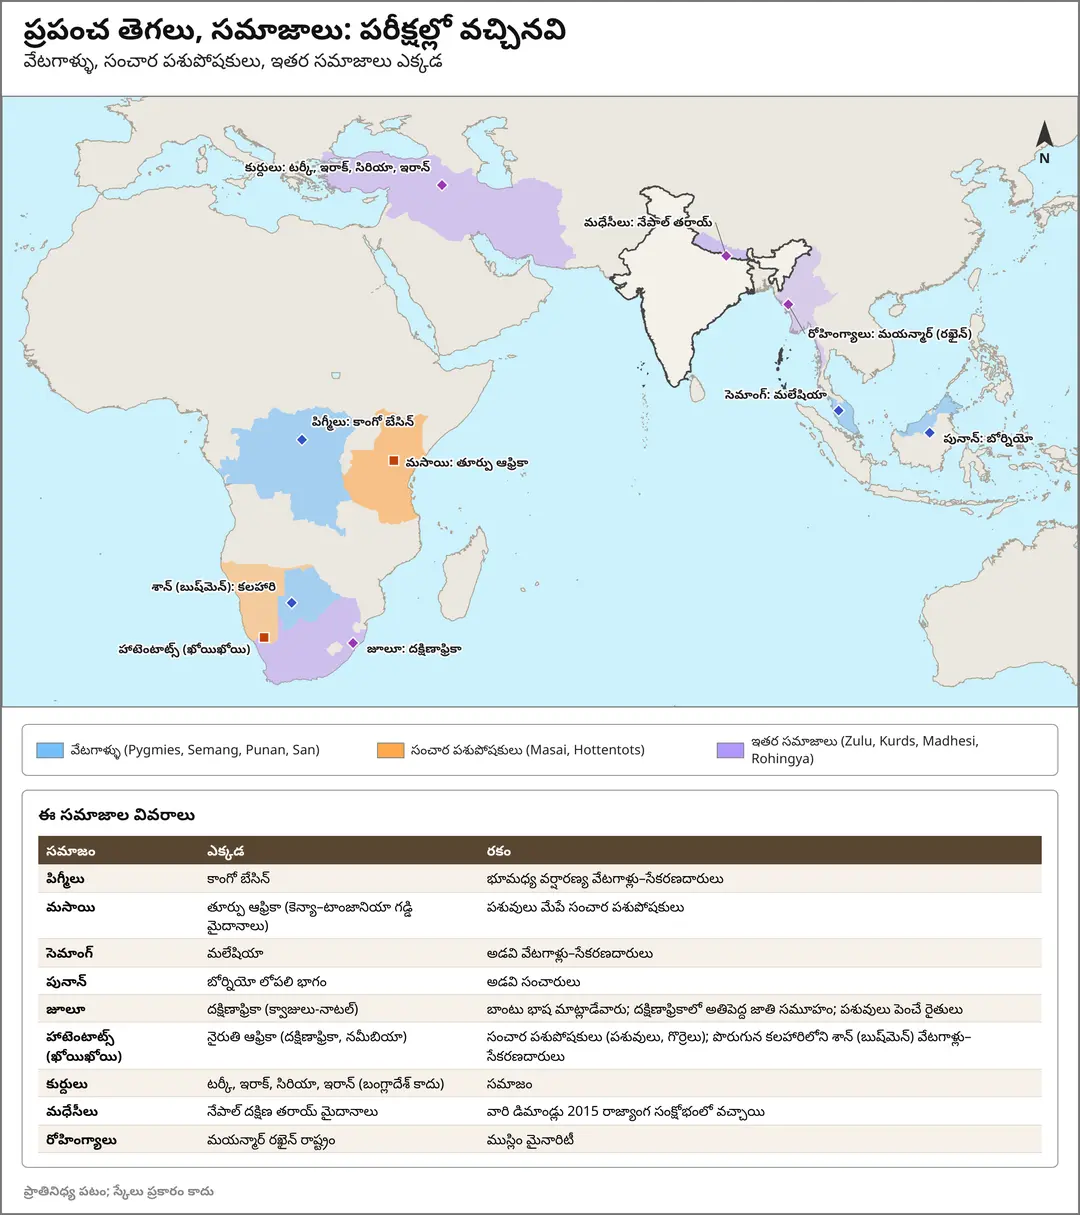 ప్రపంచ తెగలు, సమాజాలు: పరీక్షల్లో వచ్చినవి
వేటగాళ్ళు, సంచార పశుపోషకులు, ఇతర సమాజాలు ఎక్కడ
N
కుర్దులు: టర్కీ, ఇరాక్, సిరియా, ఇరాన్
మధేసీలు: నేపాల్ తరాయ్
రోహింగ్యాలు: మయన్మార్ (రఖైన్)
సెమాంగ్: మలేషియా
పిగ్మీలు: కాంగో బేసిన్
పునాన్: బోర్నియో
మసాయి: తూర్పు ఆఫ్రికా
శాన్ (బుష్‌మెన్): కలహారి
హాటెంటాట్స్ (ఖోయిఖోయి)
జూలూ: దక్షిణాఫ్రికా
వేటగాళ్ళు (Pygmies, Semang, Punan, San)
సంచార పశుపోషకులు (Masai, Hottentots)
ఇతర సమాజాలు (Zulu, Kurds, Madhesi,
Rohingya)
ఈ సమాజాల వివరాలు
సమాజం ఎక్కడ రకం
పిగ్మీలు కాంగో బేసిన్ భూమధ్య వర్షారణ్య వేటగాళ్లు–సేకరణదారులు
మసాయి తూర్పు ఆఫ్రికా (కెన్యా–టాంజానియా గడ్డి పశువులు మేపే సంచార పశుపోషకులు
మైదానాలు)
సెమాంగ్ మలేషియా అడవి వేటగాళ్లు–సేకరణదారులు
పునాన్ బోర్నియో లోపలి భాగం అడవి సంచారులు
జూలూ దక్షిణాఫ్రికా (క్వాజులు-నాటల్) బాంటు భాష మాట్లాడేవారు; దక్షిణాఫ్రికాలో అతిపెద్ద జాతి సమూహం; పశువులు పెంచే రైతులు
హాటెంటాట్స్ నైరుతి ఆఫ్రికా (దక్షిణాఫ్రికా, నమీబియా) సంచార పశుపోషకులు (పశువులు, గొర్రెలు); పొరుగున కలహారిలోని శాన్ (బుష్‌మెన్) వేటగాళ్లు–
(ఖోయిఖోయి) సేకరణదారులు
కుర్దులు టర్కీ, ఇరాక్, సిరియా, ఇరాన్ (బంగ్లాదేశ్ కాదు) సమాజం
మధేసీలు నేపాల్ దక్షిణ తరాయ్ మైదానాలు వారి డిమాండ్లు 2015 రాజ్యాంగ సంక్షోభంలో వచ్చాయి
రోహింగ్యాలు మయన్మార్ రఖైన్ రాష్ట్రం ముస్లిం మైనారిటీ
ప్రాతినిధ్య పటం; స్కేలు ప్రకారం కాదు